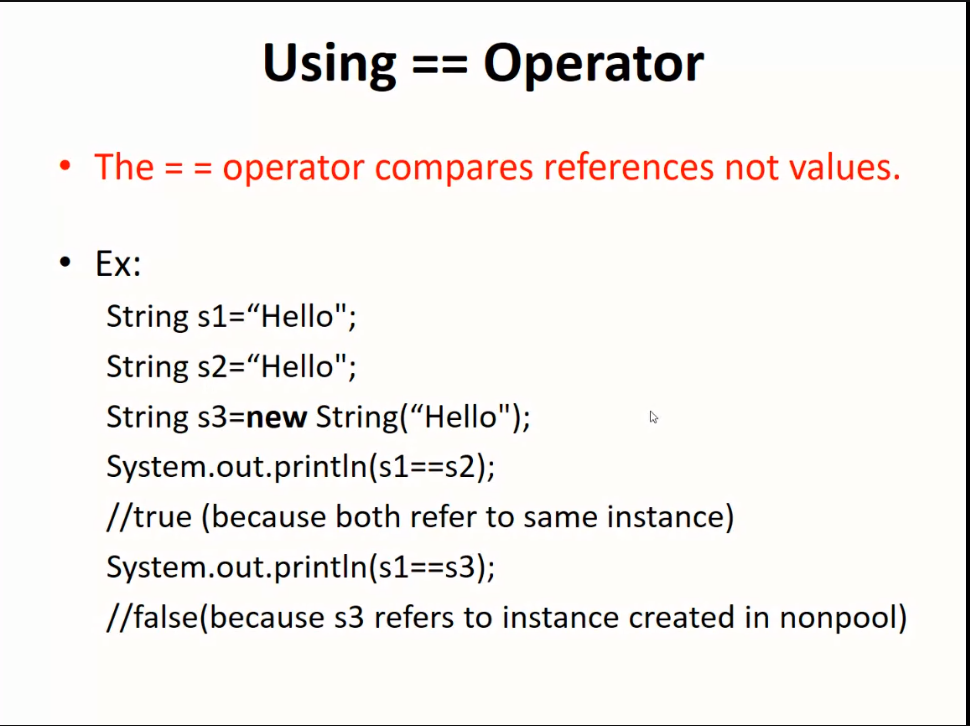 Using == Operator
• The = = operator compares references not values.
• Ex:
String s1=“Hello";
String s2=“Hello";
String s3=new String(“Hello");
System.out.println(s1==s2);
//true (because both refer to same instance)
System.out.println(s1==s3);
//false(because s3 refers to instance created in nonpool)